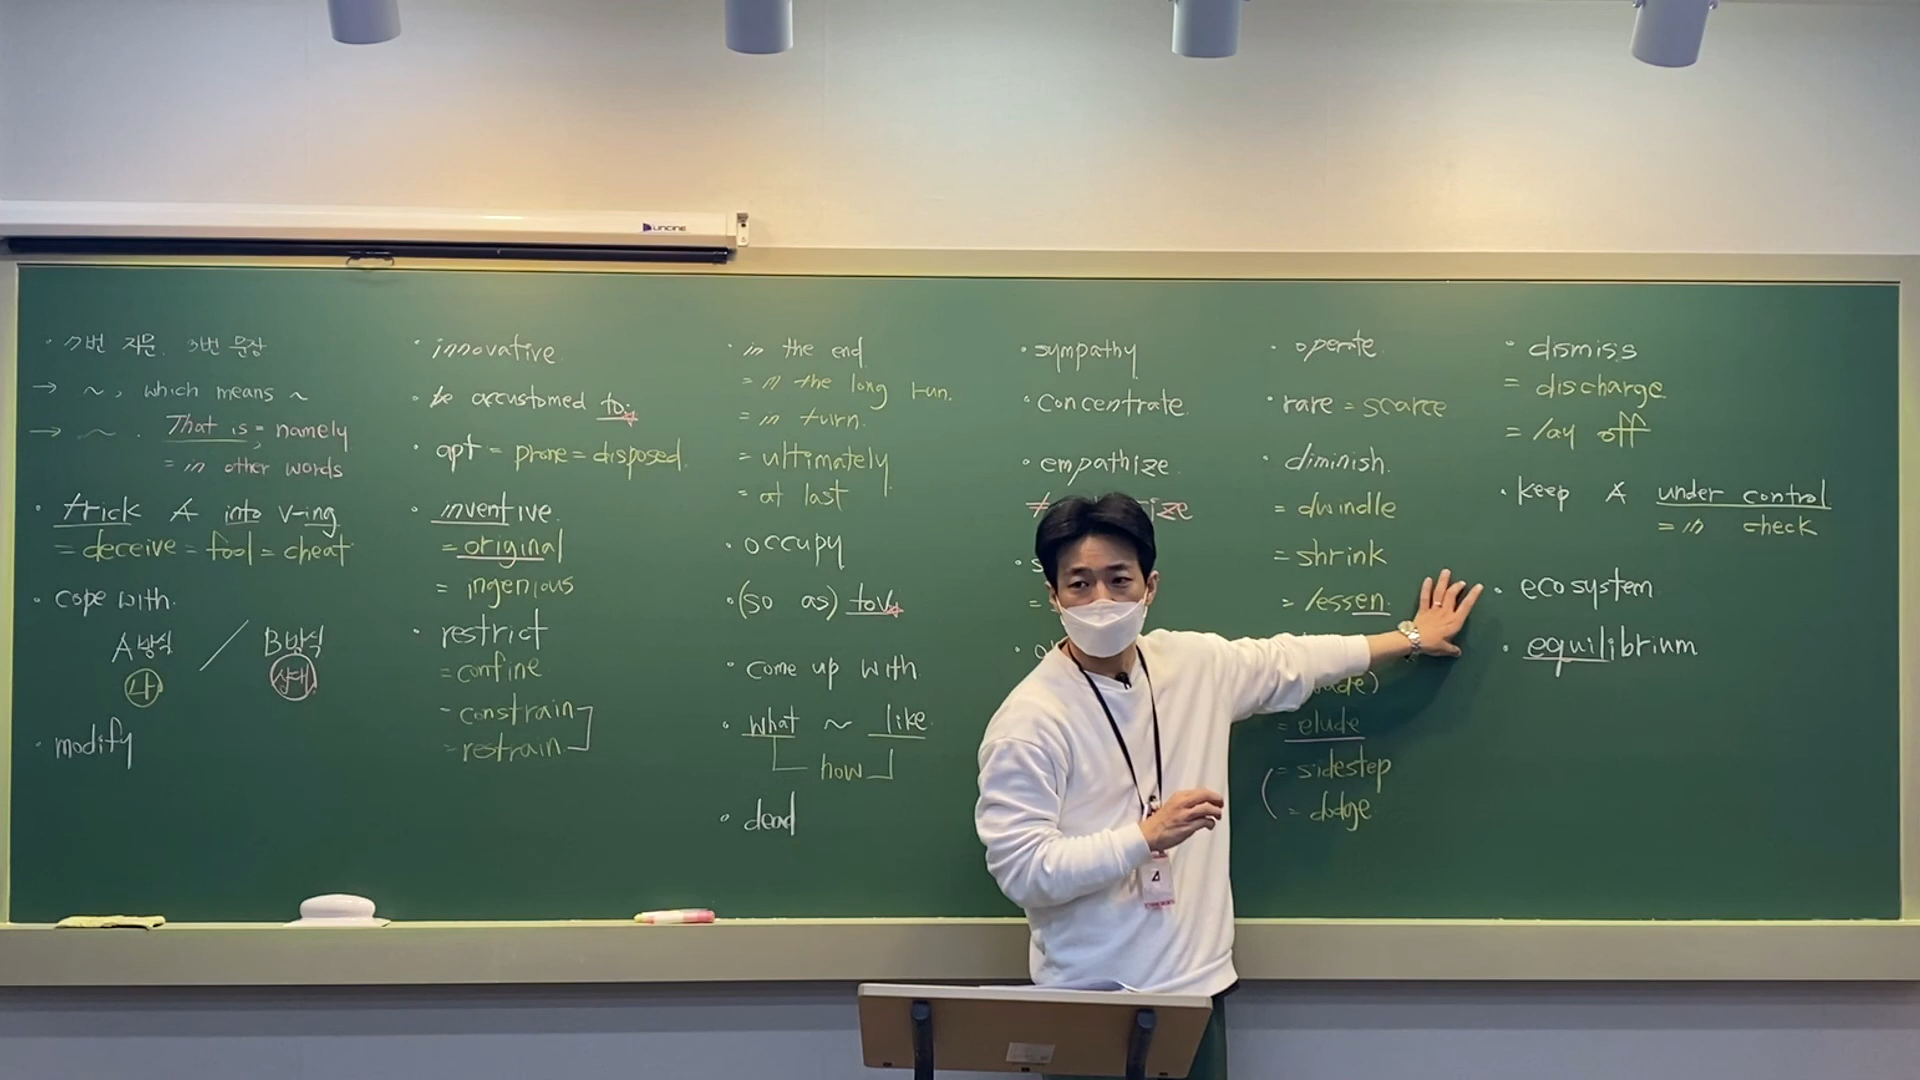 UNCINE
· 7번 지문. 3번 문장
→ ~, which means ~
→ ~. That is = namely
= in other words
· trick A into v-ing
= deceive = fool = cheat
· cope with.
A방식 / B방식
나 상대
· modify
· innovative.
· be accustomed to
· apt = prone = disposed.
· inventive.
= original
= ingenious
· restrict
= confine
= constrain
= restrain
· in the end
= in the long run.
= in turn.
= ultimately
= at last
· occupy
· (so as) to v
· come up with
· what ~ like
how
· dead
· sympathy
· concentrate
· empathize
· operate.
· rare = scarce
· diminish.
= dwindle
= shrink
= lessen.
= elude
(= sidestep
= dodge
· dismiss
= discharge
= lay off
· keep A under control
= in check
· ecosystem
· equilibrium